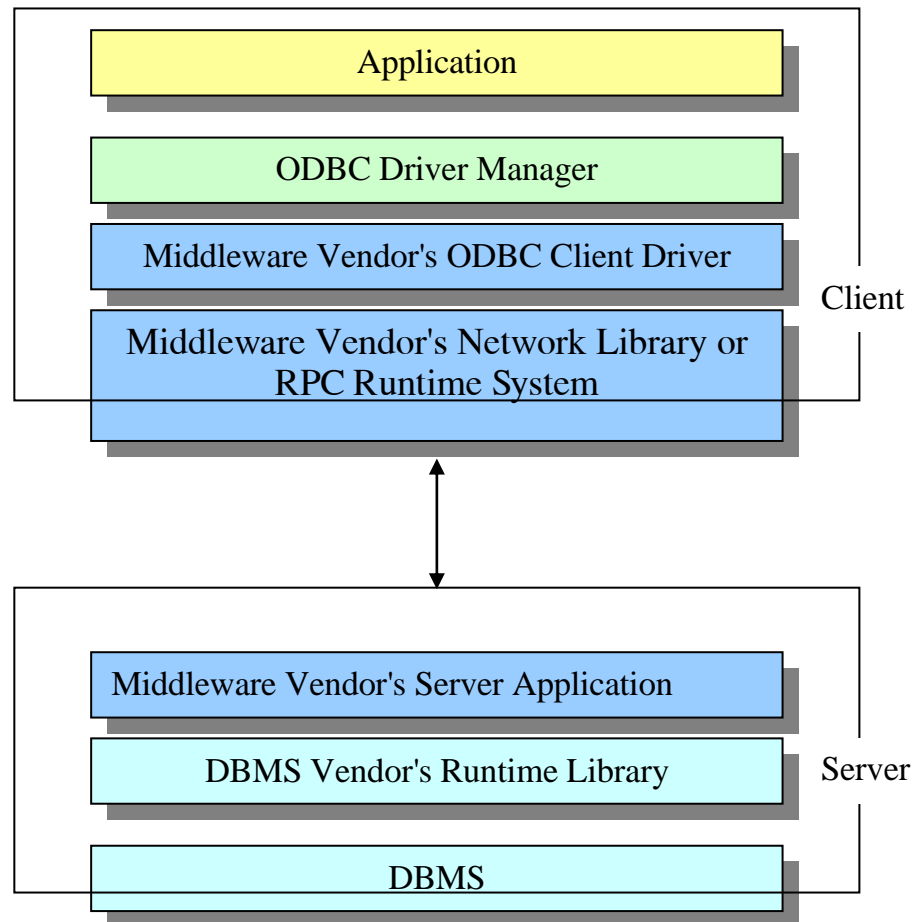 Application
ODBC Driver Manager
Middleware Vendor's ODBC Client Driver
Client
Middleware Vendor's Network Library or
RPC Runtime System
Middleware Vendor's Server Application
DBMS Vendor's Runtime Library
Server
DBMS